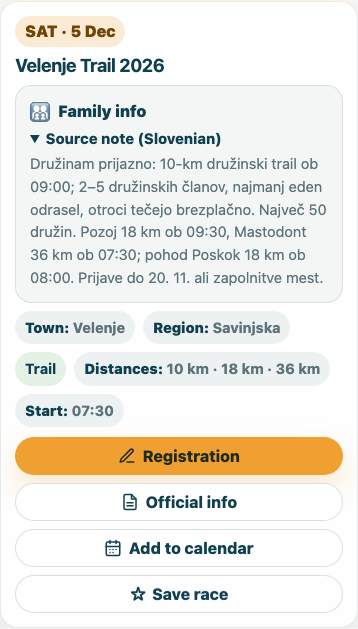 SAT · 5 Dec
Velenje Trail 2026
Family info
▼ Source note (Slovenian)
Družinam prijazno: 10-km družinski trail ob
09:00; 2–5 družinskih članov, najmanj eden
odrasel, otroci tečejo brezplačno. Največ 50
družin. Pozoj 18 km ob 09:30, Mastodont
36 km ob 07:30; pohod Poskok 18 km ob
08:00. Prijave do 20. 11. ali zapolnitve mest.
Town: Velenje Region: Savinjska
Trail Distances: 10 km · 18 km · 36 km
Start: 07:30
Registration
Official info
Add to calendar
Save race